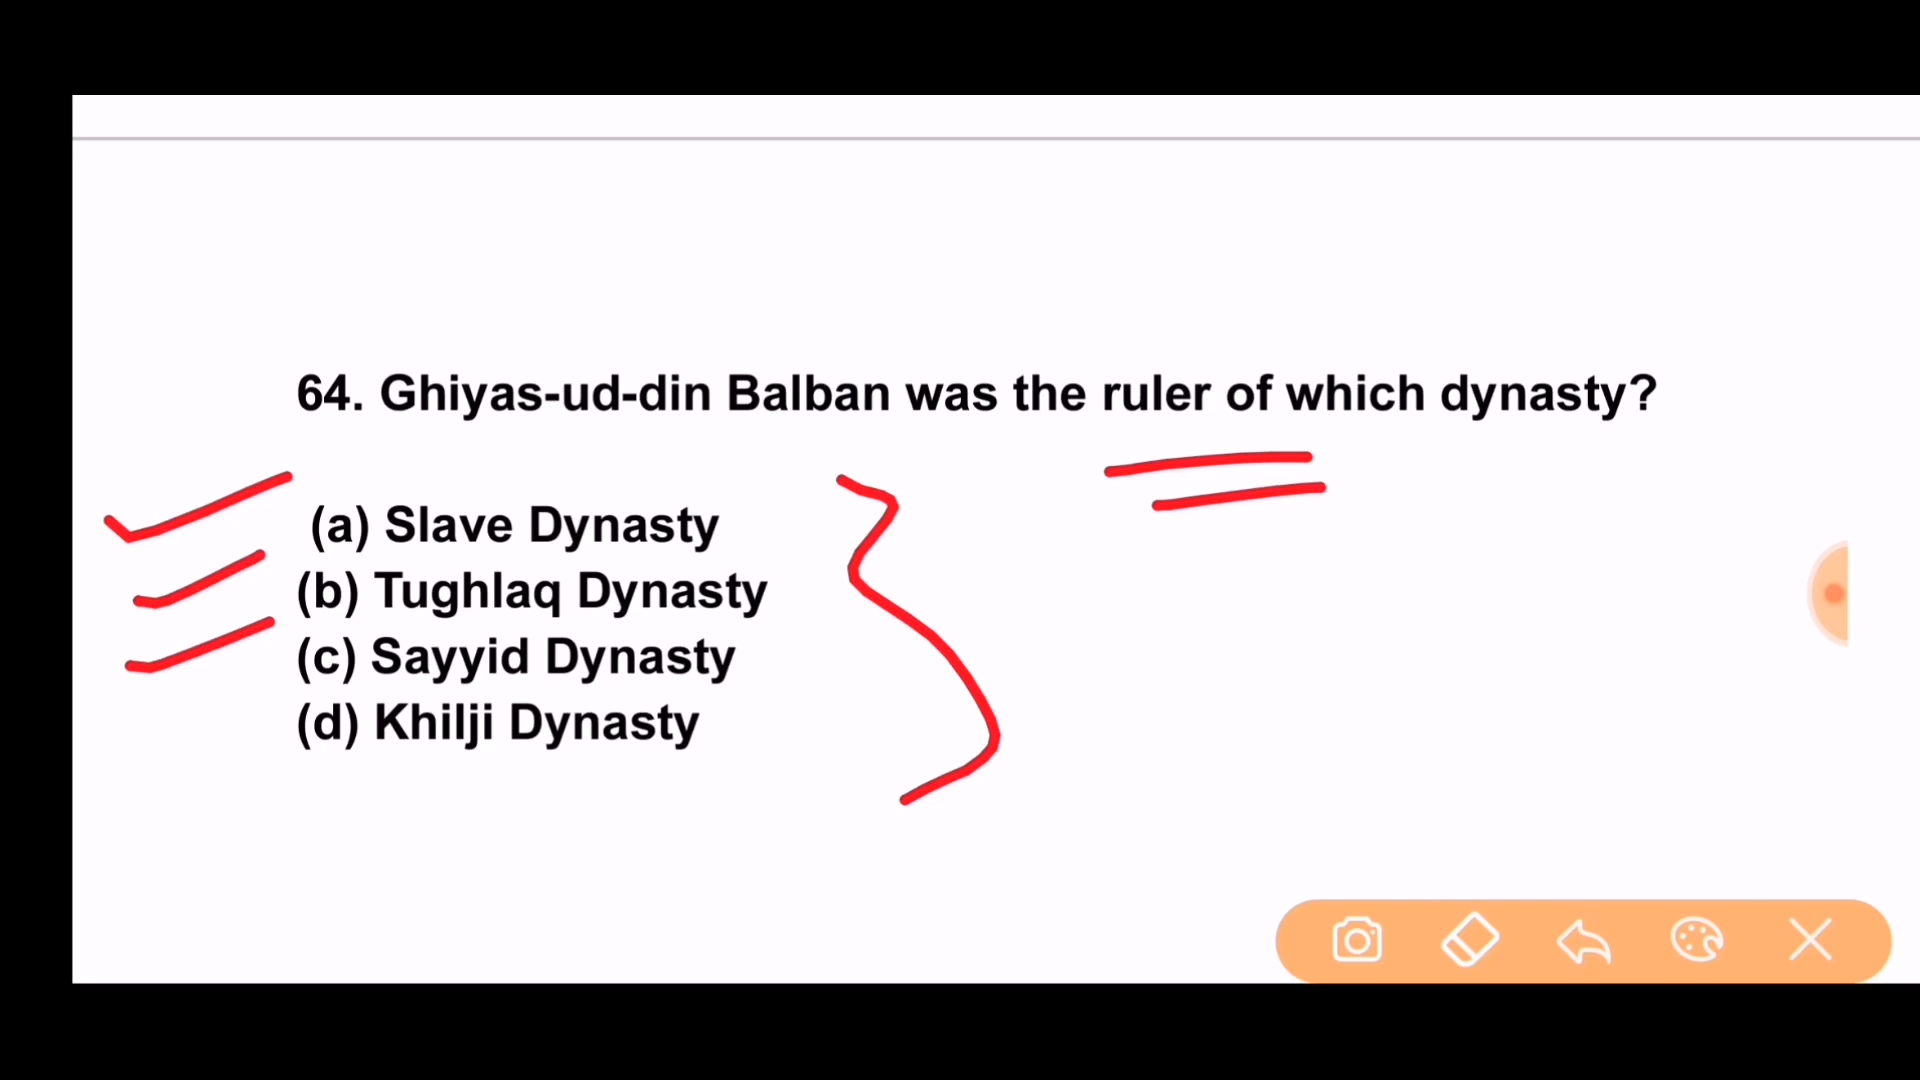 64. Ghiyas-ud-din Balban was the ruler of which dynasty?
(a) Slave Dynasty
(b) Tughlaq Dynasty
(c) Sayyid Dynasty
(d) Khilji Dynasty